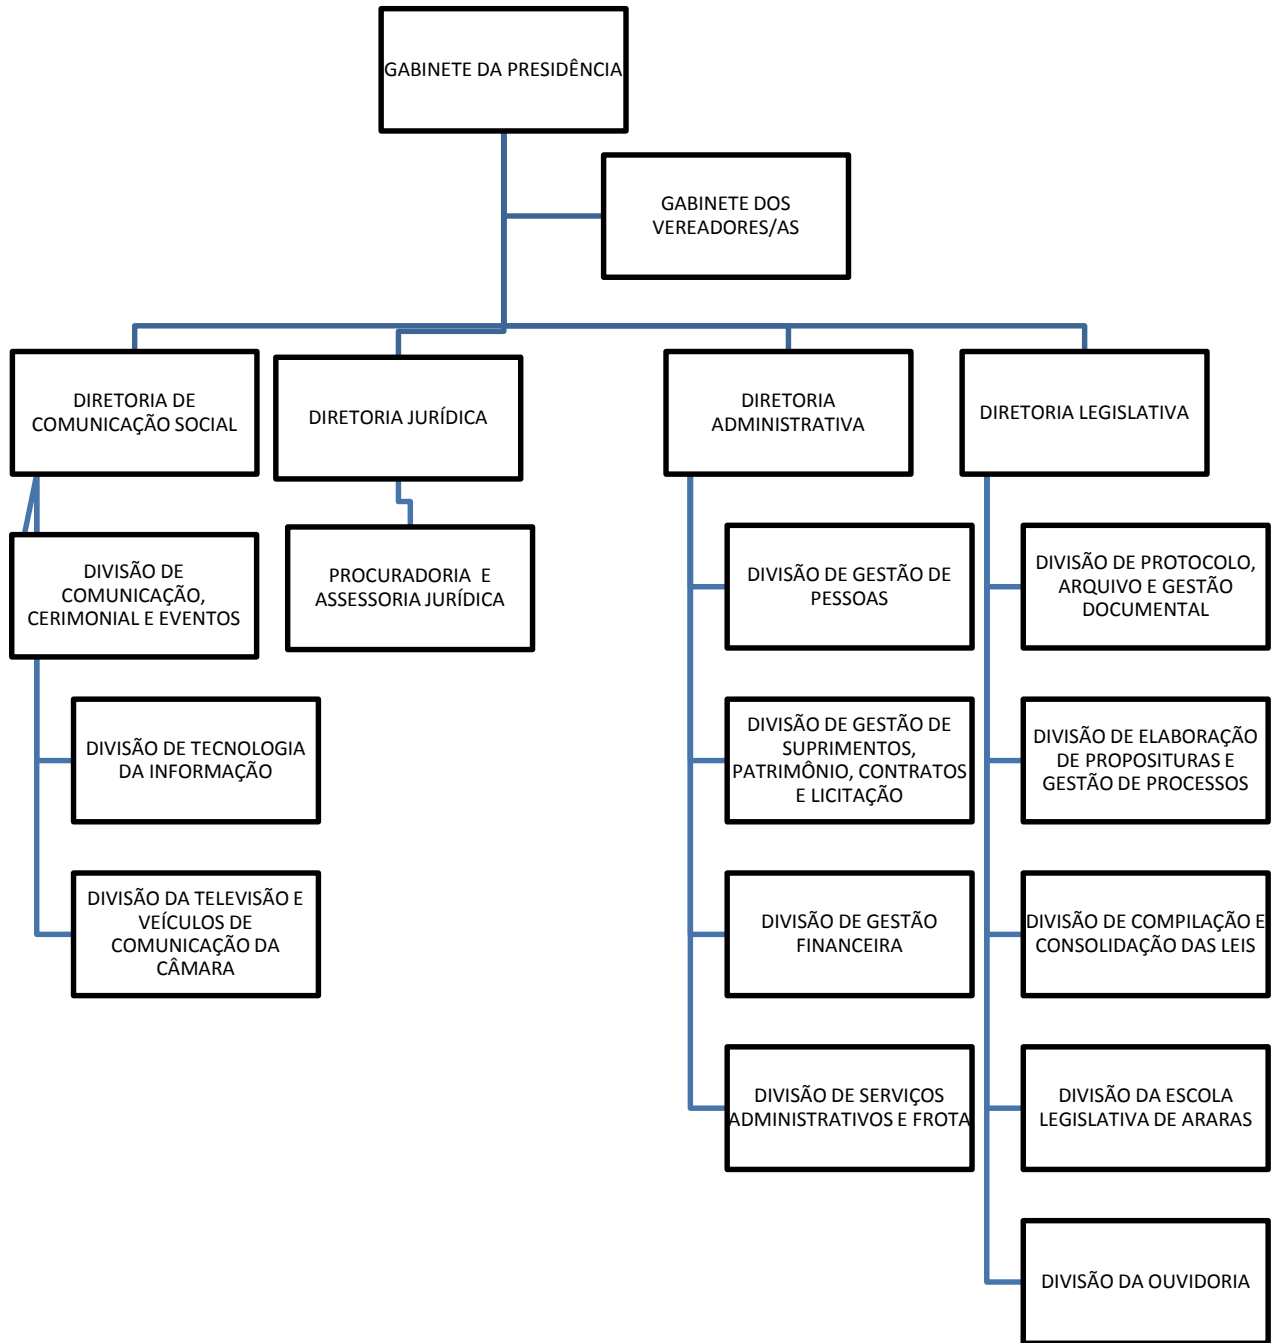 GABINETE DA PRESIDÊNCIA
GABINETE DOS
VEREADORES/AS
DIRETORIA DE
COMUNICAÇÃO SOCIAL
DIRETORIA JURÍDICA
DIRETORIA
ADMINISTRATIVA
DIRETORIA LEGISLATIVA
DIVISÃO DE
COMUNICAÇÃO,
CERIMONIAL E EVENTOS
PROCURADORIA E
ASSESSORIA JURÍDICA
DIVISÃO DE GESTÃO DE
PESSOAS
DIVISÃO DE PROTOCOLO,
ARQUIVO E GESTÃO
DOCUMENTAL
DIVISÃO DE TECNOLOGIA
DA INFORMAÇÃO
DIVISÃO DE GESTÃO DE
SUPRIMENTOS,
PATRIMÔNIO, CONTRATOS
E LICITAÇÃO
DIVISÃO DE ELABORAÇÃO
DE PROPOSITURAS E
GESTÃO DE PROCESSOS
DIVISÃO DA TELEVISÃO E
VEÍCULOS DE
COMUNICAÇÃO DA
CÂMARA
DIVISÃO DE GESTÃO
FINANCEIRA
DIVISÃO DE COMPILAÇÃO E
CONSOLIDAÇÃO DAS LEIS
DIVISÃO DE SERVIÇOS
ADMINISTRATIVOS E FROTA
DIVISÃO DA ESCOLA
LEGISLATIVA DE ARARAS
DIVISÃO DA OUVIDORIA